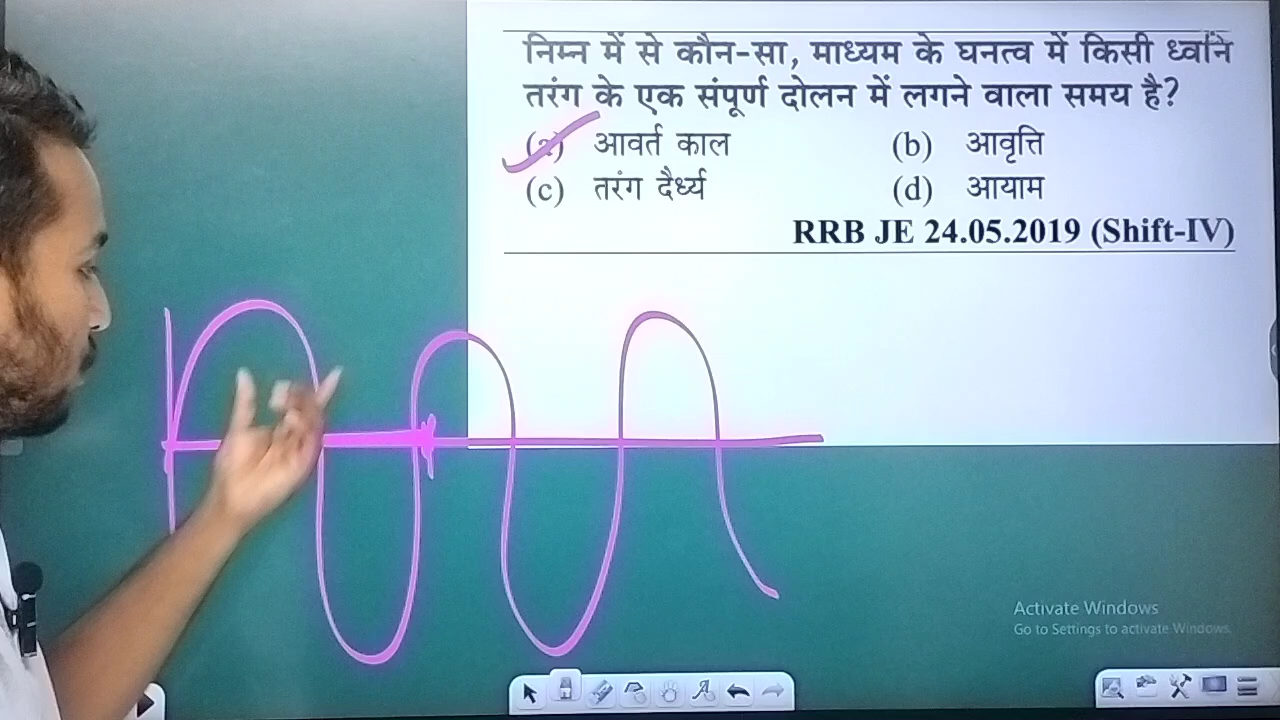 निम्न में से कौन-सा, माध्यम के घनत्व में किसी ध्वनि
तरंग के एक संपूर्ण दोलन में लगने वाला समय है?
(a) आवर्त काल (b) आवृत्ति
(c) तरंग दैर्ध्य (d) आयाम
RRB JE 24.05.2019 (Shift-IV)
Activate Windows
Go to Settings to activate Windows.